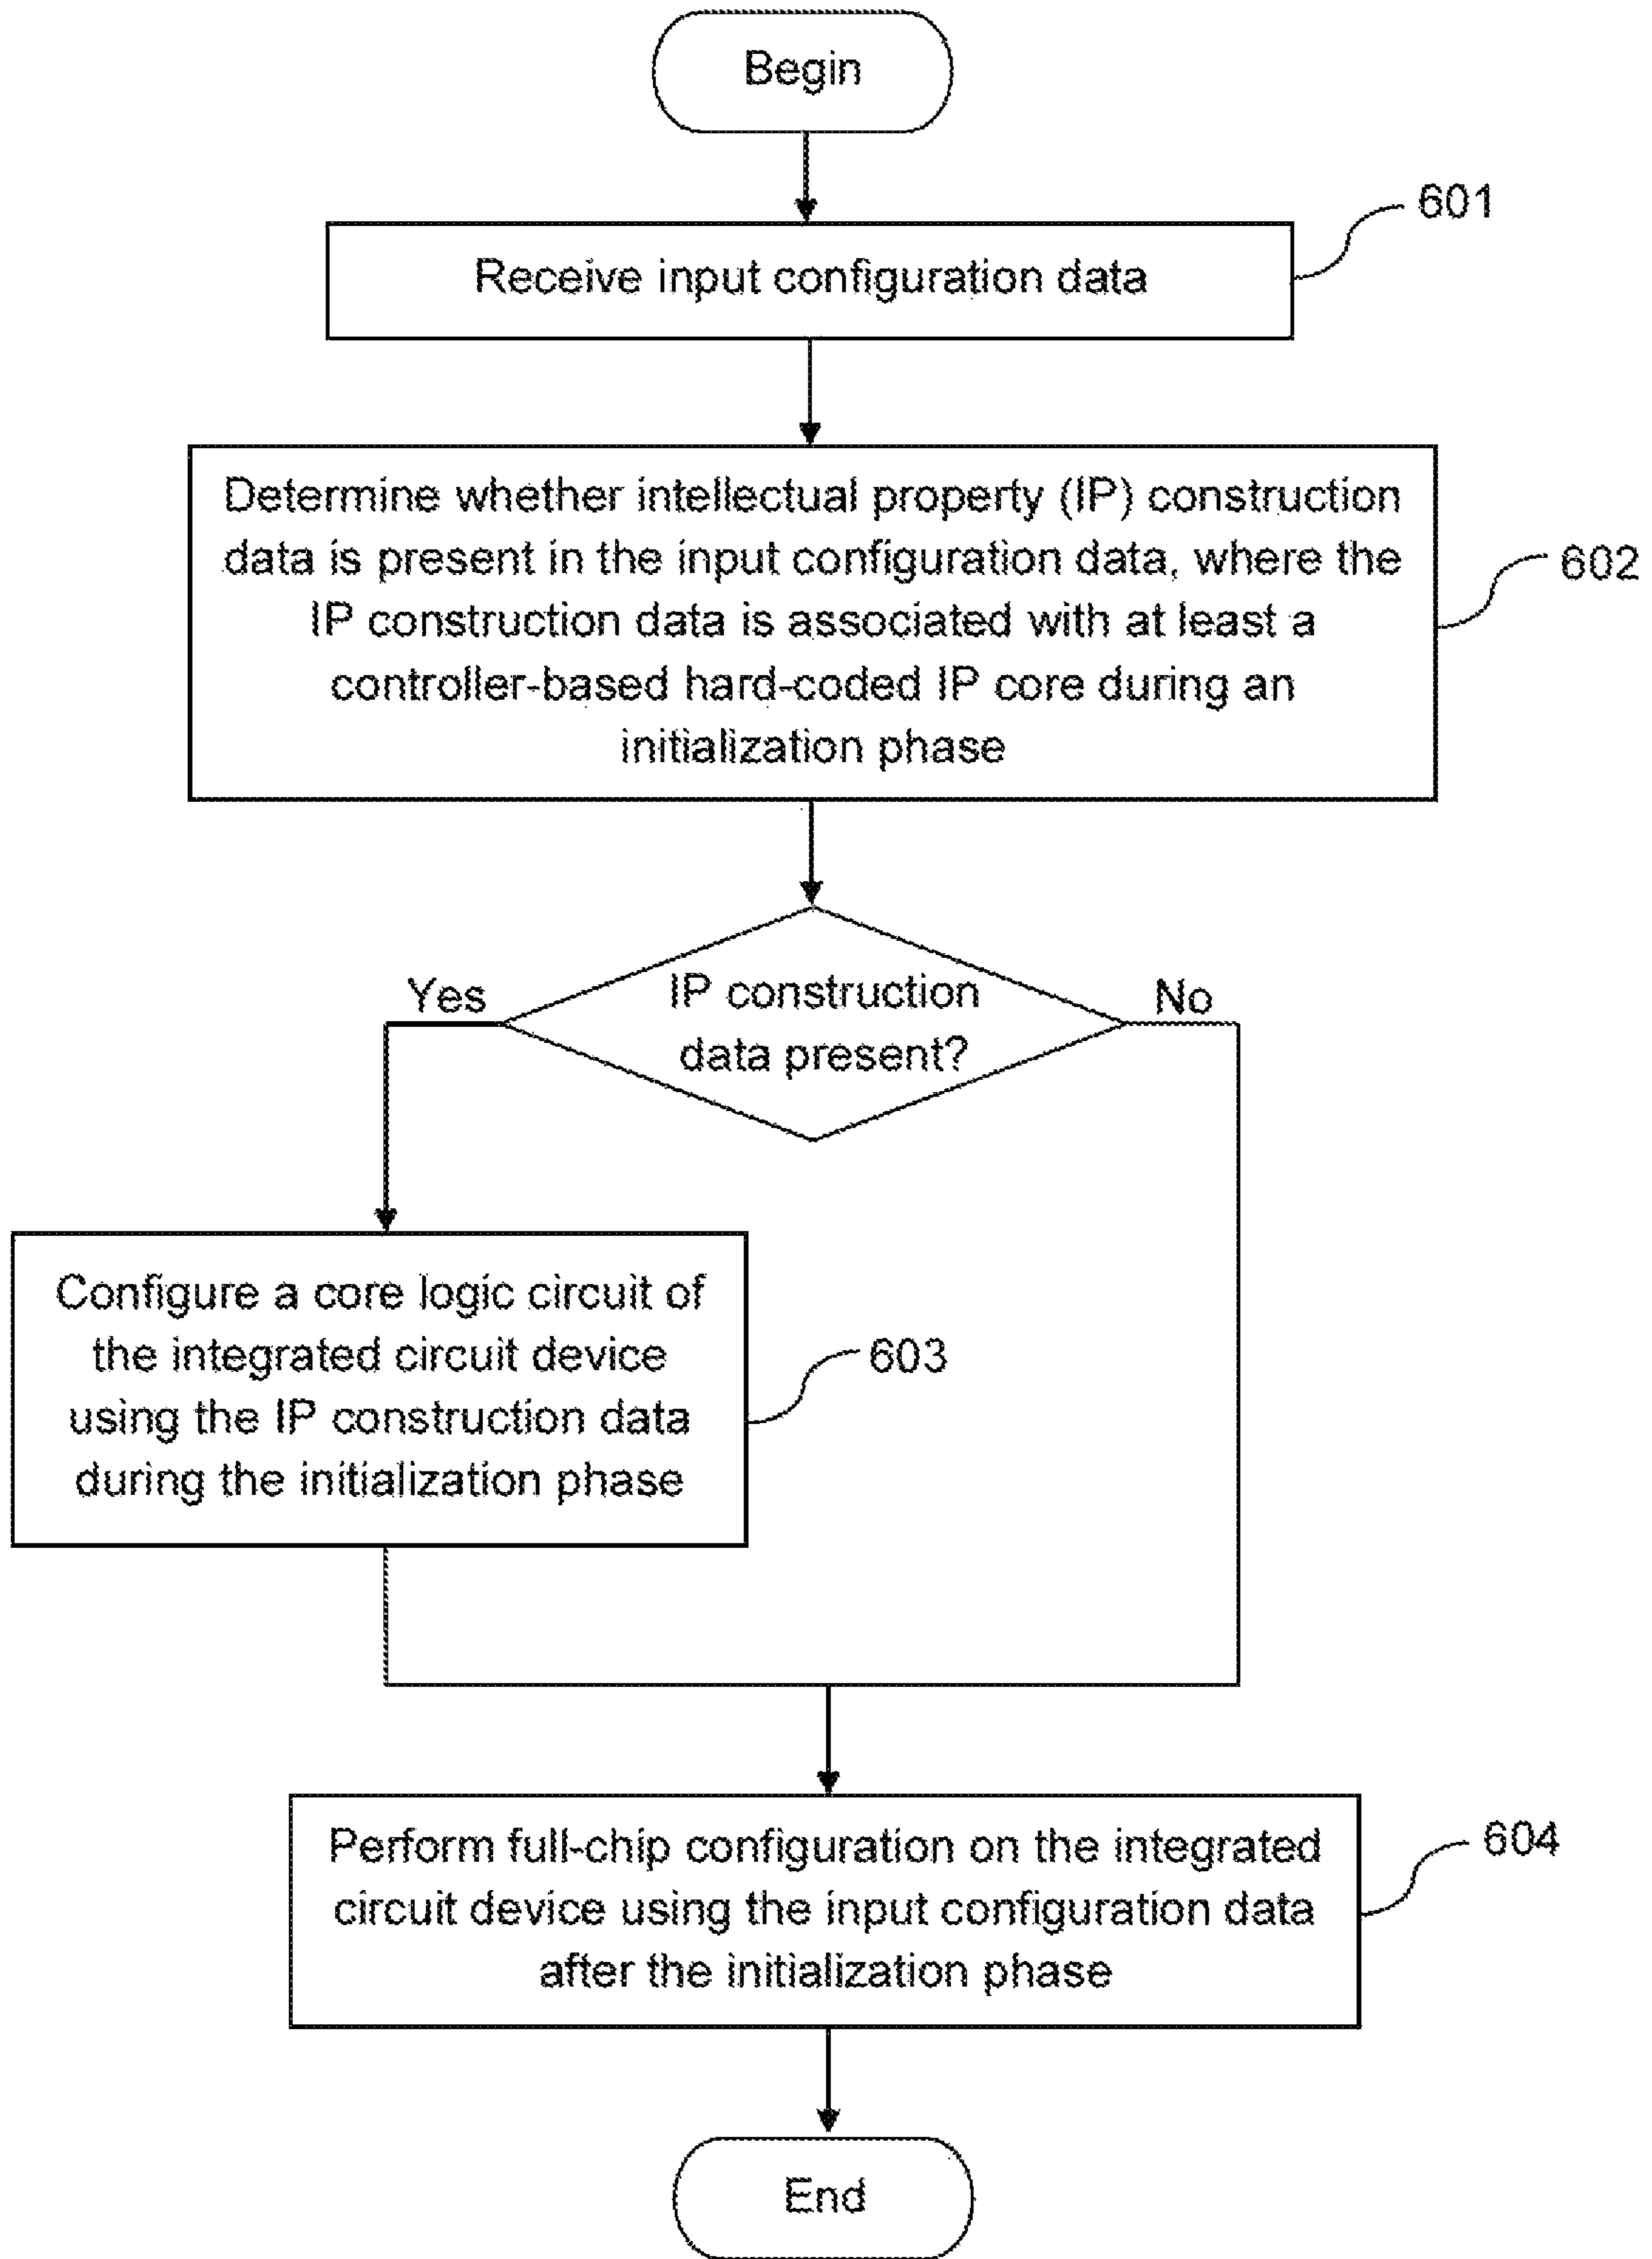 Begin
601
Receive input configuration data
Determine whether intellectual property (IP) construction
data is present in the input configuration data, where the
IP construction data is associated with at least a
controller-based hard-coded IP core during an
initialization phase
602
Yes
IP construction
data present?
No
Configure a core logic circuit of
the integrated circuit device
using the IP construction data
during the initialization phase
603
Perform full-chip configuration on the integrated
circuit device using the input configuration data
after the initialization phase
604
End